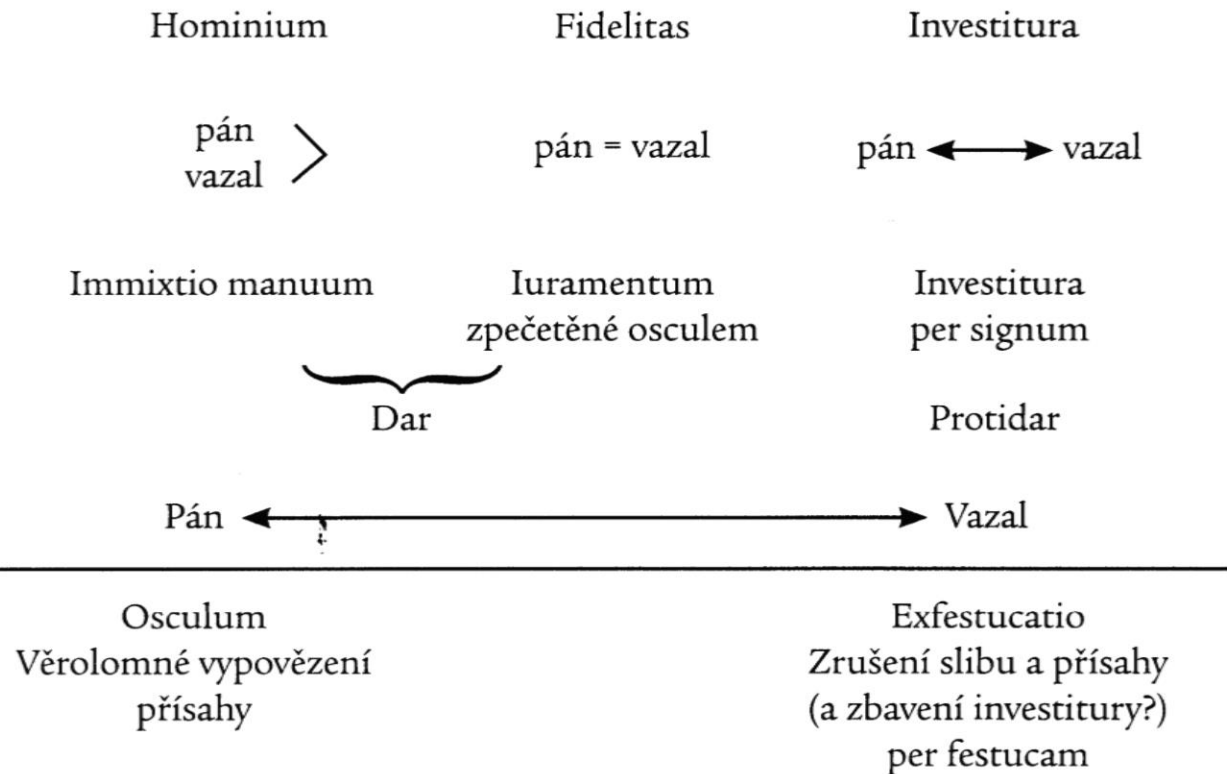 Hominium Fidelitas Investitura
pán
vazal
pán = vazal
pán vazal
Immixtio manuum
Iuramentum
zpečetěné osculem
Investitura
per signum
Dar
Protidar
Pán Vazal
Osculum
Věrolomné vypovězení
přísahy
Exfestucatio
Zrušení slibu a přísahy
(a zbavení investitury?)
per festucam